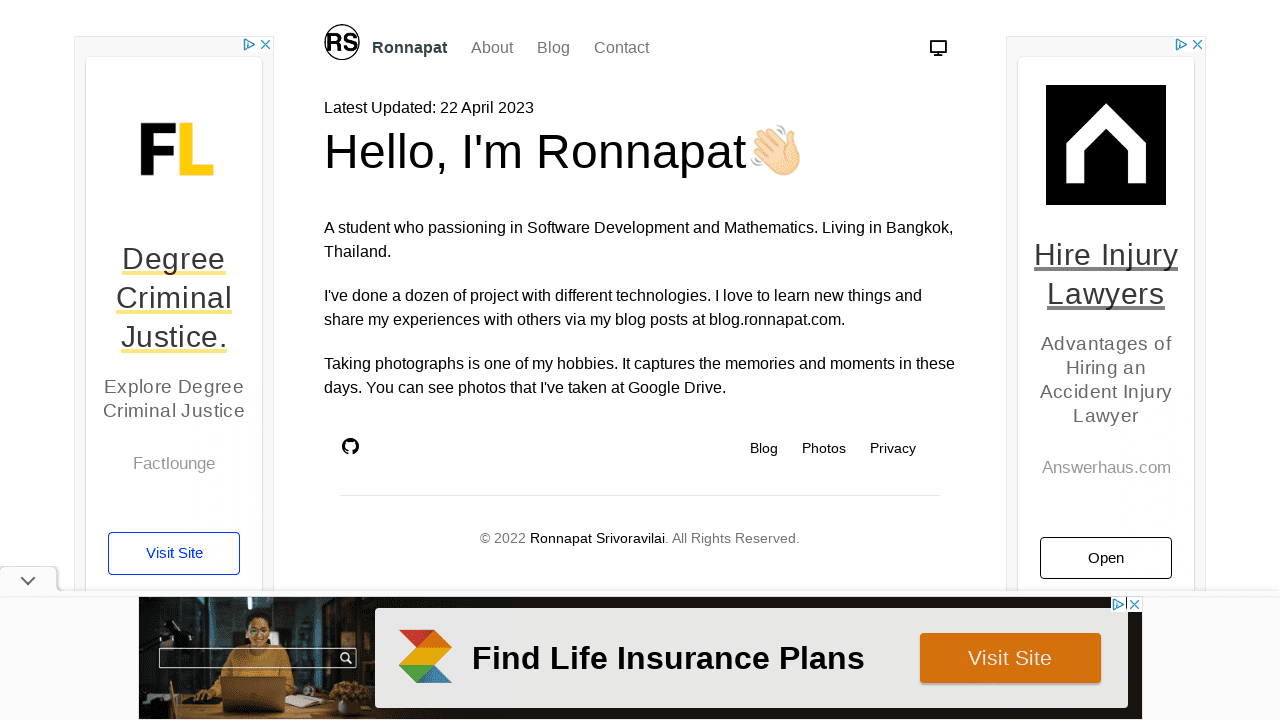 RS
Ronnapat
About
Blog
Contact
Latest Updated: 22 April 2023
Hello, I'm Ronnapat
A student who passioning in Software Development and Mathematics. Living in Bangkok,
Thailand.
I've done a dozen of project with different technologies. I love to learn new things and
share my experiences with others via my blog posts at blog.ronnapat.com.
Taking photographs is one of my hobbies. It captures the memories and moments in these
days. You can see photos that I've taken at Google Drive.
Blog
Photos
Privacy
© 2022 Ronnapat Srivoravilai. All Rights Reserved.
FL
Degree
Criminal
Justice.
Explore Degree
Criminal Justice
Factlounge
Visit Site
Hire Injury
Lawyers
Advantages of
Hiring an
Accident Injury
Lawyer
Answerhaus.com
Open
Find Life Insurance Plans
Visit Site